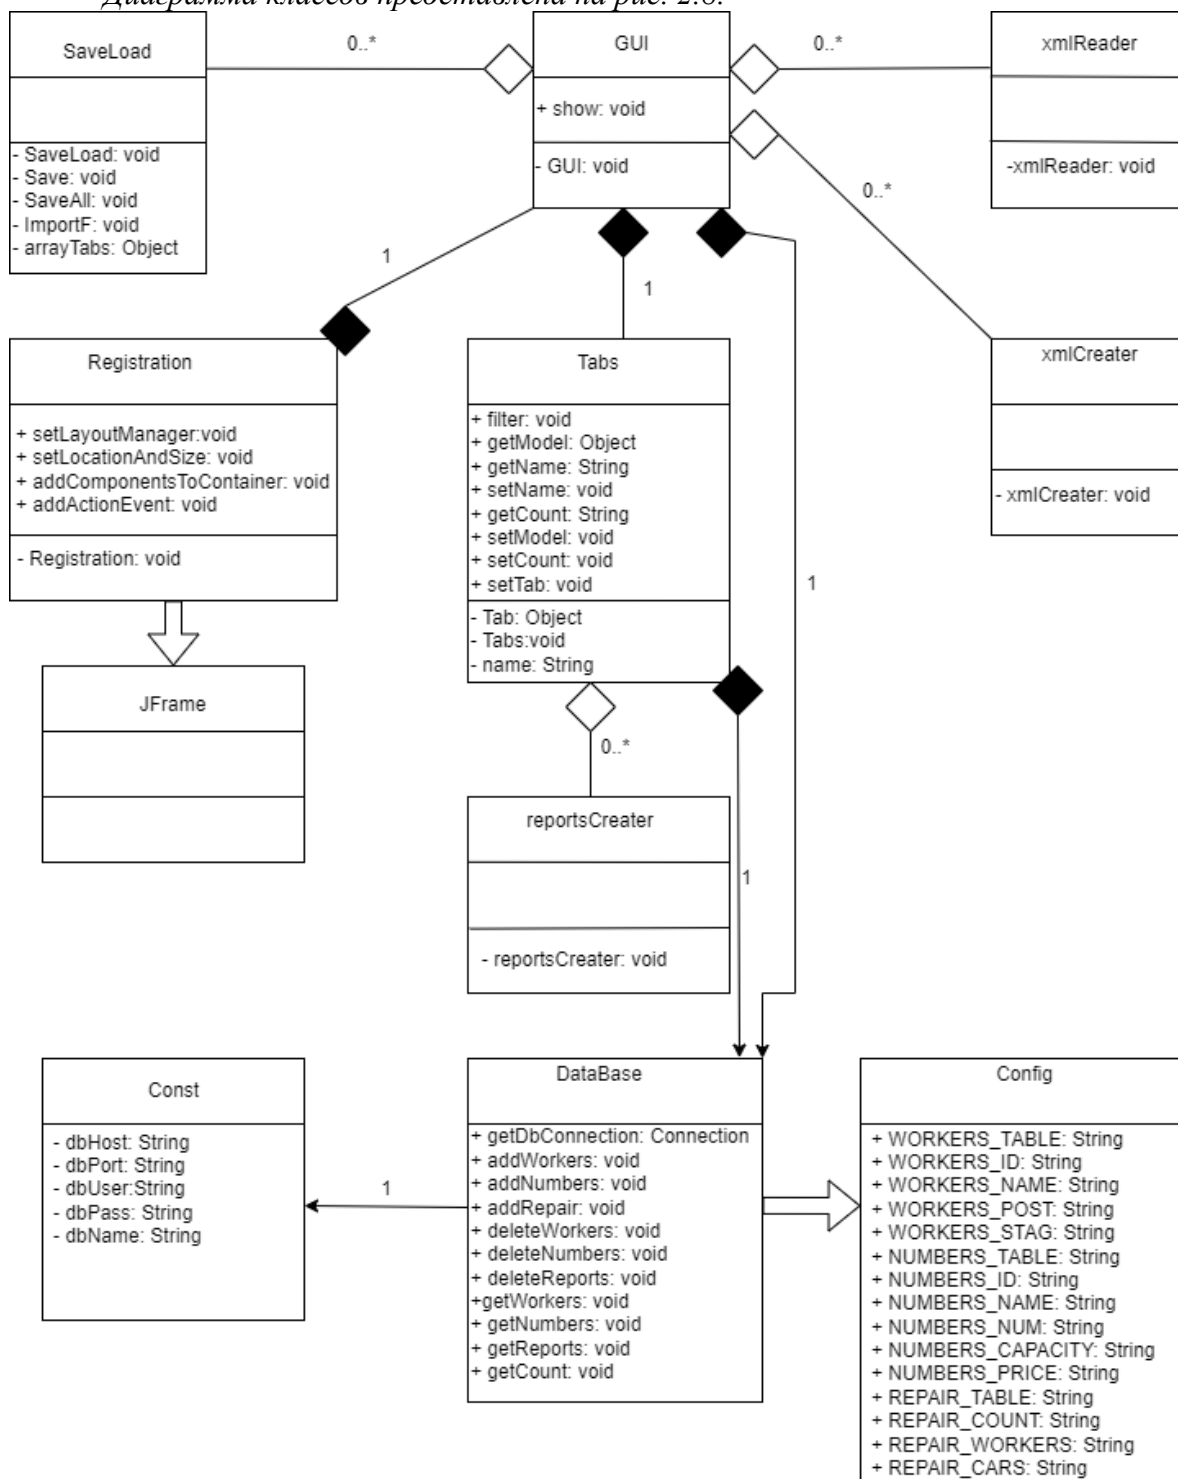 Диаграмма классов представлена на рис. 2.8.
SaveLoad
- SaveLoad: void
- Save: void
- SaveAll: void
- ImportF: void
- arrayTabs: Object
0..*
GUI
+ show: void
- GUI: void
0..*
xmlReader
-xmlReader: void
0..*
1
1
Registration
+ setLayoutManager:void
+ setLocationAndSize: void
+ addComponentsToContainer: void
+ addActionEvent: void
- Registration: void
Tabs
+ filter: void
+ getModel: Object
+ getName: String
+ setName: void
+ getCount: String
+ setModel: void
+ setCount: void
+ setTab: void
- Tab: Object
- Tabs:void
- name: String
1
xmlCreater
- xmlCreater: void
JFrame
0..*
reportsCreater
- reportsCreater: void
1
Const
- dbHost: String
- dbPort: String
- dbUser:String
- dbPass: String
- dbName: String
1
DataBase
+ getDbConnection: Connection
+ addWorkers: void
+ addNumbers: void
+ addRepair: void
+ deleteWorkers: void
+ deleteNumbers: void
+ deleteReports: void
+getWorkers: void
+ getNumbers: void
+ getReports: void
+ getCount: void
Config
+ WORKERS_TABLE: String
+ WORKERS_ID: String
+ WORKERS_NAME: String
+ WORKERS_POST: String
+ WORKERS_STAG: String
+ NUMBERS_TABLE: String
+ NUMBERS_ID: String
+ NUMBERS_NAME: String
+ NUMBERS_NUM: String
+ NUMBERS_CAPACITY: String
+ NUMBERS_PRICE: String
+ REPAIR_TABLE: String
+ REPAIR_COUNT: String
+ REPAIR_WORKERS: String
+ REPAIR_CARS: String